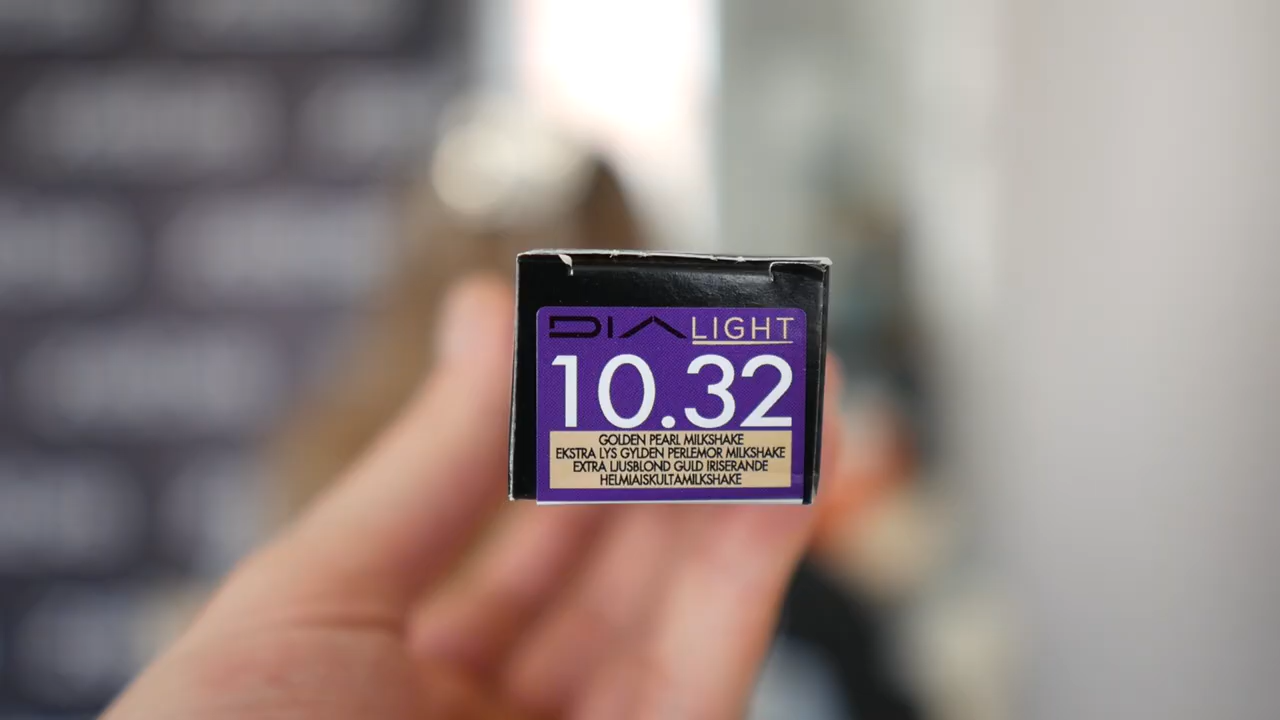 DIA LIGHT
10.32
GOLDEN PEARL MILKSHAKE
EKSTRA LYS GYLDEN PERLEMOR MILKSHAKE
EXTRA LJUSBLOND GULD IRISERANDE
HELMIAISKULTAMILKSHAKE